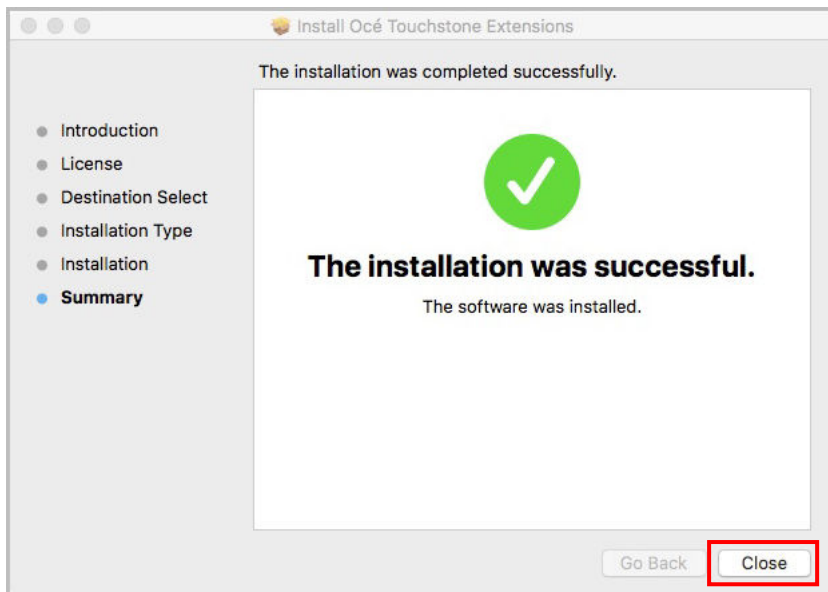 Install Océ Touchstone Extensions
The installation was completed successfully.
Introduction
License
Destination Select
Installation Type
Installation
Summary
The installation was successful.
The software was installed.
Go Back
Close